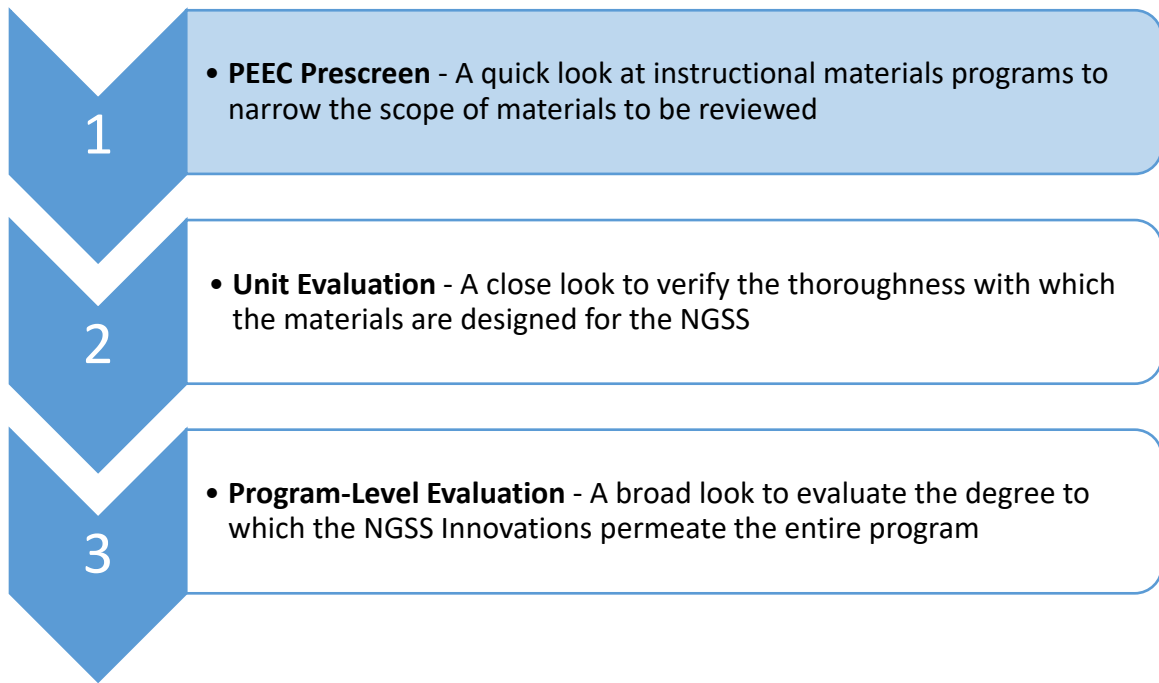 1
• PEEC Prescreen - A quick look at instructional materials programs to
narrow the scope of materials to be reviewed
2
• Unit Evaluation - A close look to verify the thoroughness with which
the materials are designed for the NGSS
3
• Program-Level Evaluation - A broad look to evaluate the degree to
which the NGSS Innovations permeate the entire program